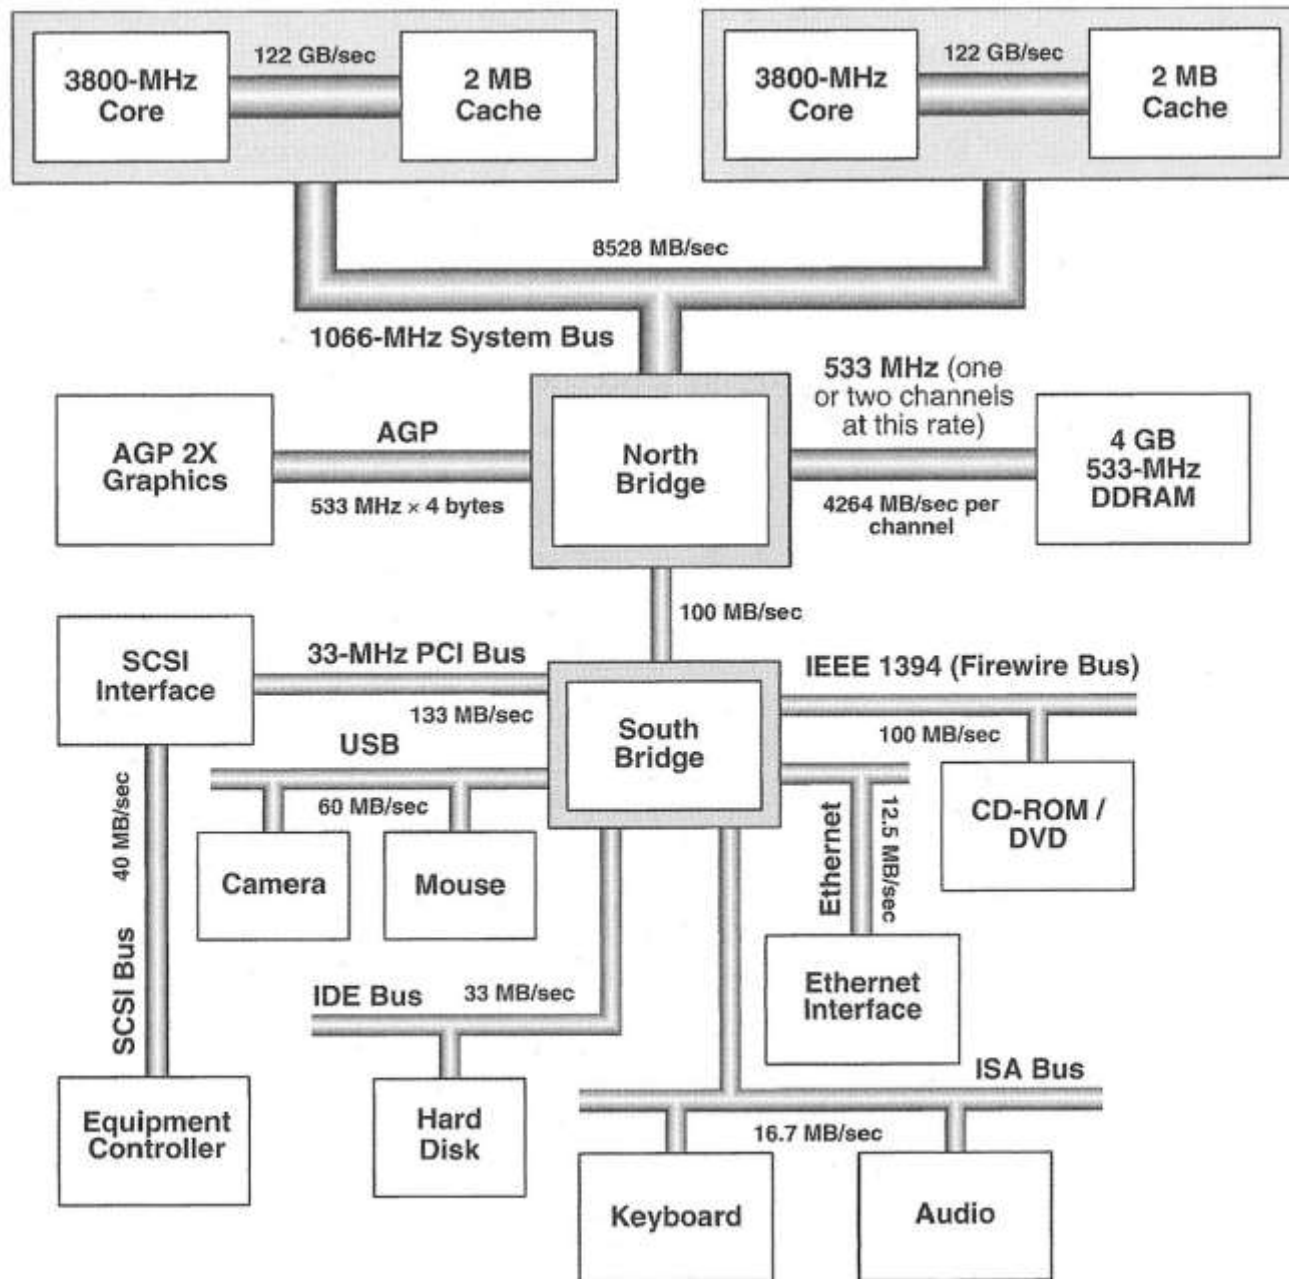 122 GB/sec
3800-MHz
Core
2 MB
Cache
122 GB/sec
3800-MHz
Core
2 MB
Cache
8528 MB/sec
1066-MHz System Bus
533 MHz (one
or two channels
at this rate)
AGP 2X
Graphics
AGP
533 MHz × 4 bytes
North
Bridge
4264 MB/sec per
channel
4 GB
533-MHz
DDRAM
100 MB/sec
SCSI
Interface
33-MHz PCI Bus
133 MB/sec
South
Bridge
IEEE 1394 (Firewire Bus)
100 MB/sec
CD-ROM /
DVD
USB
60 MB/sec
Camera
Mouse
40 MB/sec
SCSI Bus
Ethernet
12.5 MB/sec
Ethernet
Interface
IDE Bus
33 MB/sec
Equipment
Controller
Hard
Disk
ISA Bus
16.7 MB/sec
Keyboard
Audio